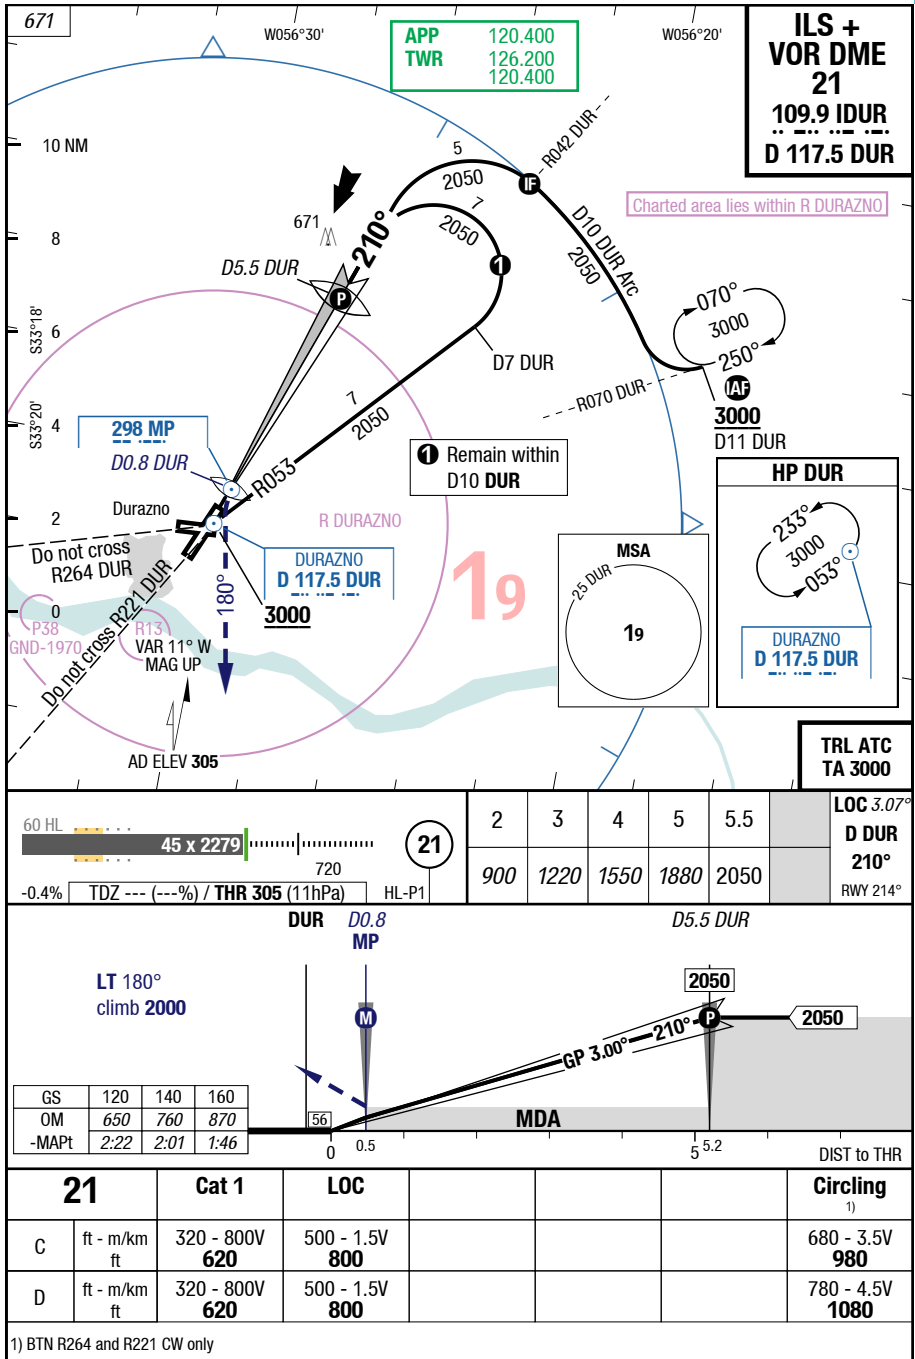 671
W056°30'
APP 120.400
TWR 126.200
120.400
W056°20'
ILS +
VOR DME
21
109.9 IDUR
D 117.5 DUR
10 NM
8
6
4
2
0
S33°18'
S33°20'
Charted area lies within R DURAZNO
5
2050
IF
R042 DUR
D10 DUR Arc
2050
7
2050
1
671
210°
D5.5 DUR
P
D7 DUR
070°
3000
250°
IAF
3000
D11 DUR
R070 DUR
7
2050
R053
298 MP
D0.8 DUR
Durazno
1 Remain within
D10 DUR
R DURAZNO
19
Do not cross
R264 DUR
DURAZNO
D 117.5 DUR
3000
180°
Do not cross R221 DUR
P38
GND-1970
R13
VAR 11° W
MAG UP
AD ELEV 305
MSA
25 DUR
19
HP DUR
233°
3000
053°
DURAZNO
D 117.5 DUR
TRL ATC
TA 3000
60 HL
45 x 2279
720
21
-0.4% TDZ --- (---%) / THR 305 (11hPa) HL-P1
2 3 4 5 5.5
900 1220 1550 1880 2050
LOC 3.07°
D DUR
210°
RWY 214°
DUR D0.8 D5.5 DUR
MP
LT 180°
climb 2000
2050
M
P
2050
GP 3.00° 210°
MDA
56
0 0.5 5 5.2 DIST to THR
GS 120 140 160
OM 650 760 870
-MAPt 2:22 2:01 1:46
21 Cat 1 LOC Circling
1)
C ft - m/km 320 - 800V 500 - 1.5V 680 - 3.5V
ft 620 800 980
D ft - m/km 320 - 800V 500 - 1.5V 780 - 4.5V
ft 620 800 1080
1) BTN R264 and R221 CW only